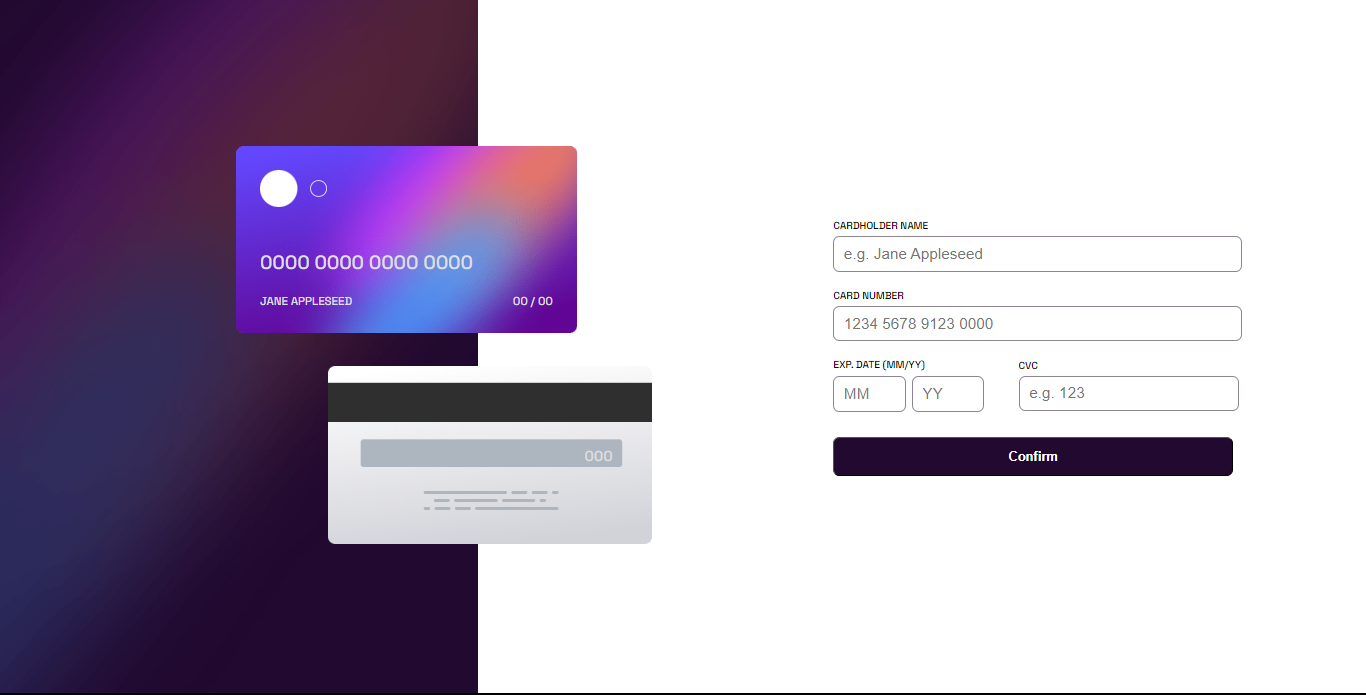 0000 0000 0000 0000
JANE APPLESEED
00 / 00
000
CARDHOLDER NAME
e.g. Jane Appleseed
CARD NUMBER
1234 5678 9123 0000
EXP. DATE (MM/YY)
CVC
MM
YY
e.g. 123
Confirm